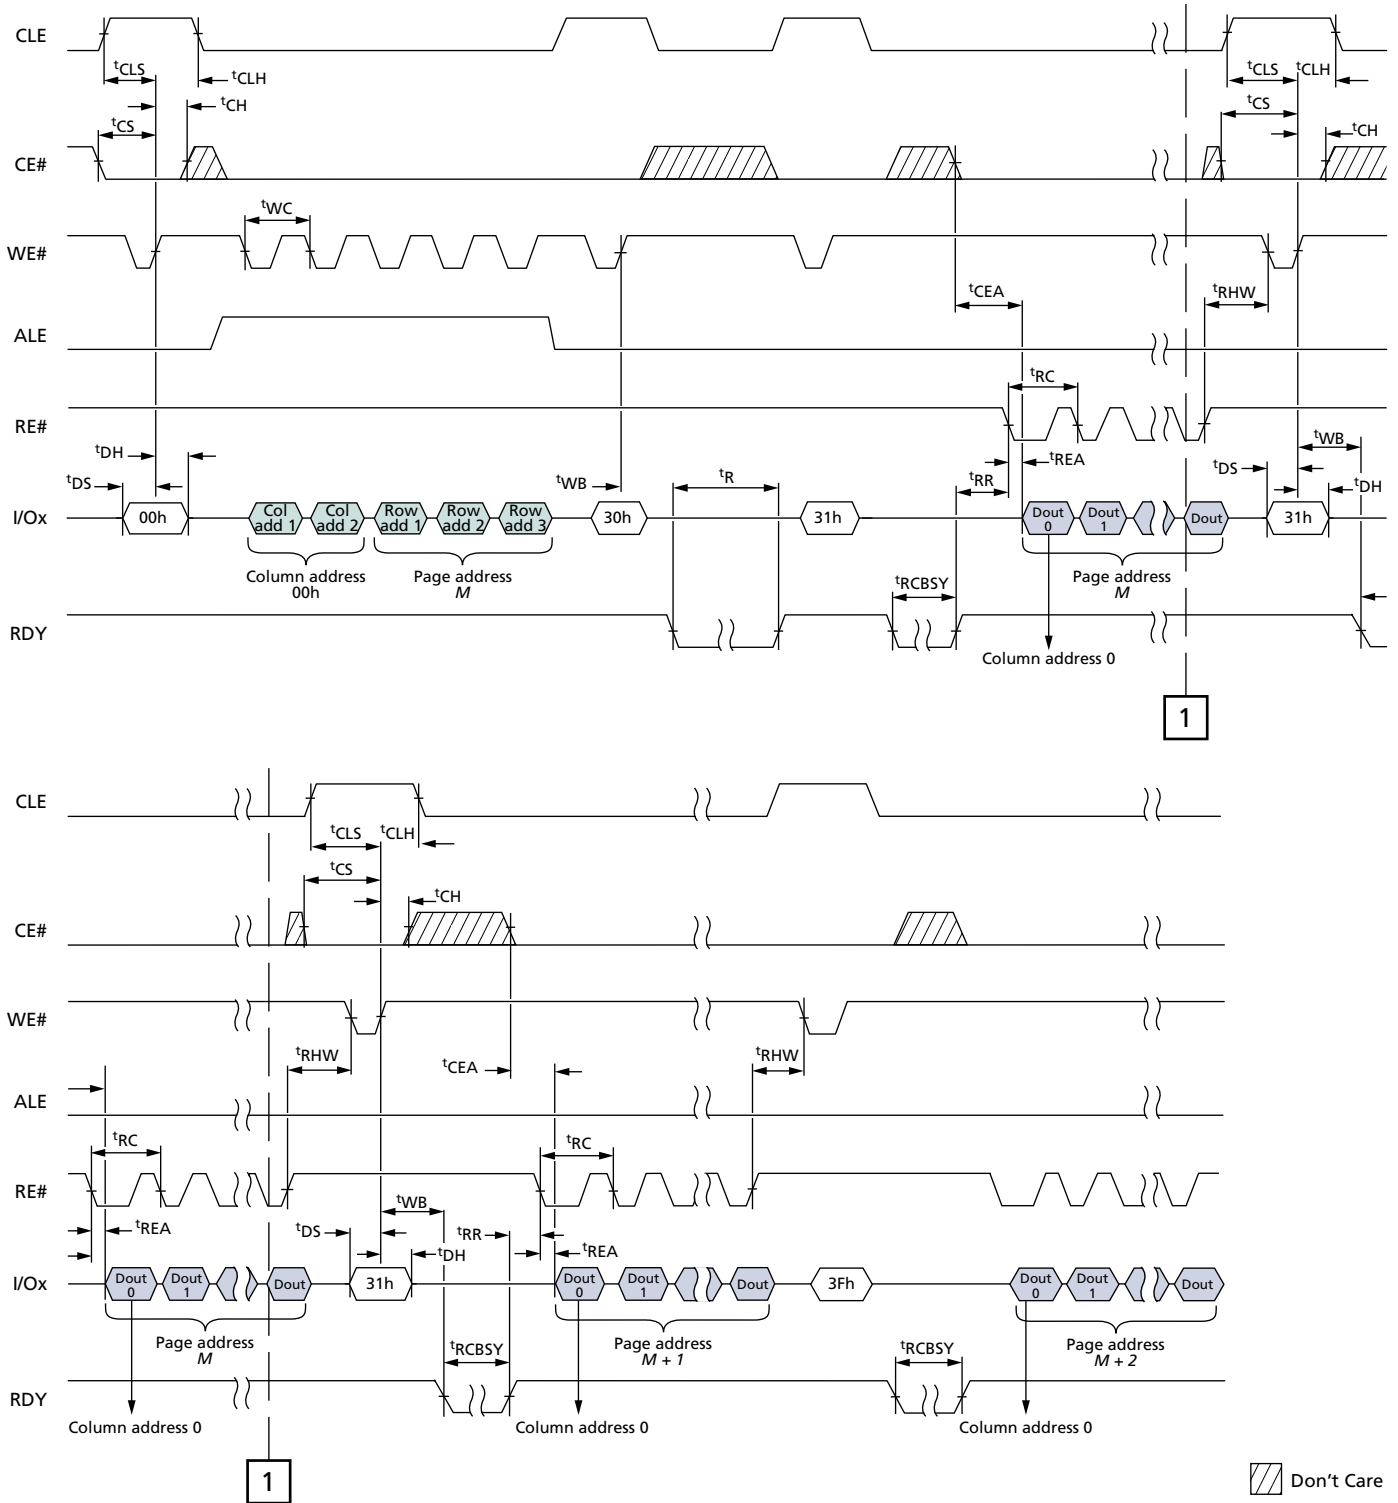 CLE
tCLS
tCLH
tCLS
tCLH
tCH
tCS
tCS
tCH
CE#
tWC
WE#
tCEA
tRHW
ALE
tRC
RE#
tDH
tREA
tWB
tDS
tWB
tR
tRR
tDS
tDH
I/Ox
00h
Col add 1
Col add 2
Row add 1
Row add 2
Row add 3
30h
31h
Dout 0
Dout 1
Dout
31h
Column address 00h
Page address M
tRCBSY
Page address M
RDY
Column address 0
1
CLE
tCLS
tCLH
tCS
tCH
CE#
WE#
tRHW
tCEA
tRHW
ALE
tRC
tRC
RE#
tREA
tDS
tWB
tRR
tDH
tREA
I/Ox
Dout 0
Dout 1
Dout
31h
Dout 0
Dout 1
Dout
3Fh
Dout 0
Dout 1
Dout
Page address M
tRCBSY
Page address M + 1
tRCBSY
Page address M + 2
RDY
Column address 0
Column address 0
Column address 0
1
Don't Care